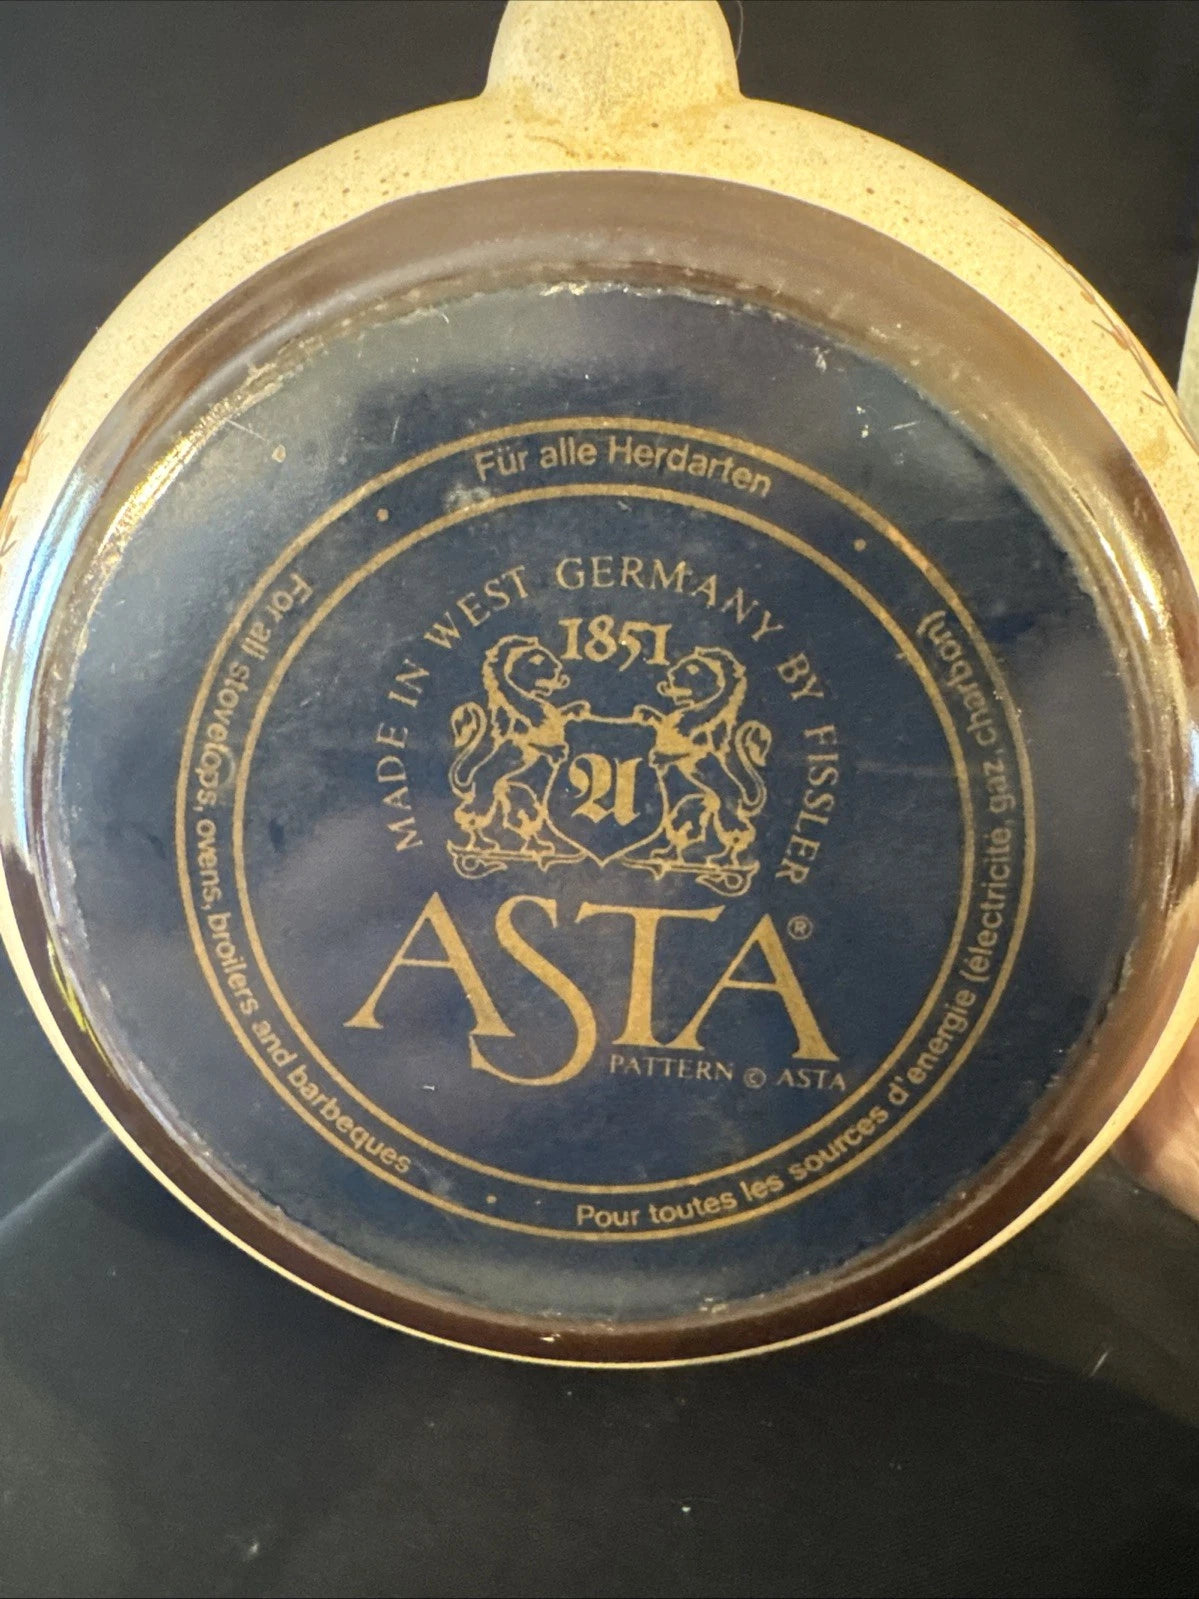 Für alle Herdarten
For all stovetops, ovens, broilers and barbeques
Pour toutes les sources d'energie (électricité, gaz, charbon)
MADE IN WEST GERMANY BY FISSLER
1851
A
ASTA®
PATTERN © ASTA